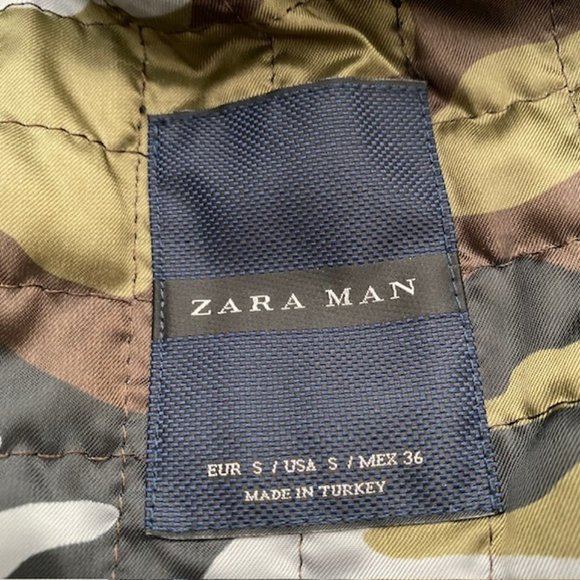 ZARA MAN
EUR S / USA S / MEX 36
MADE IN TURKEY